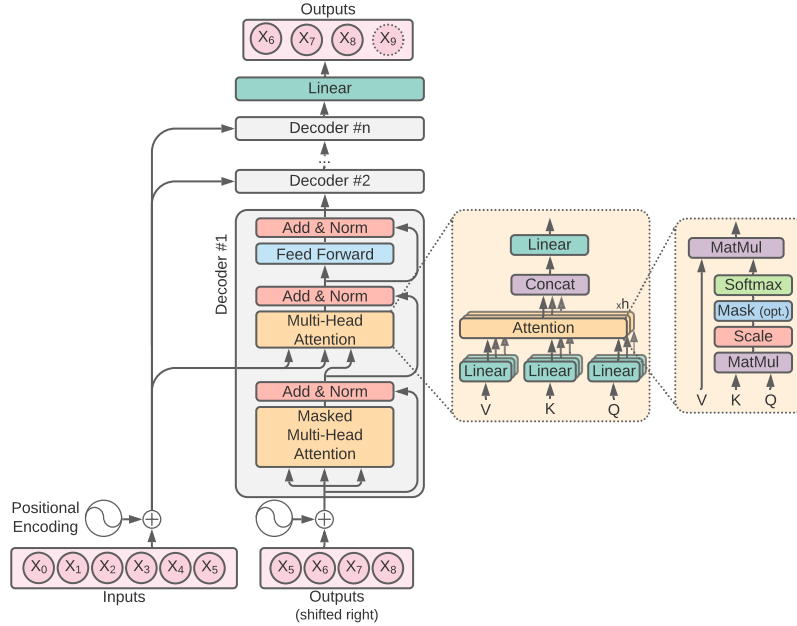 Outputs
X6 X7 X8 X9
Linear
Decoder #n
...
Decoder #2
Decoder #1
Add & Norm
Feed Forward
Add & Norm
Multi-Head
Attention
Add & Norm
Masked
Multi-Head
Attention
Positional
Encoding
X0 X1 X2 X3 X4 X5
Inputs
X5 X6 X7 X8
Outputs
(shifted right)
Linear
Concat
xh
Attention
Linear Linear Linear
V K Q
MatMul
Softmax
Mask (opt.)
Scale
MatMul
V K Q